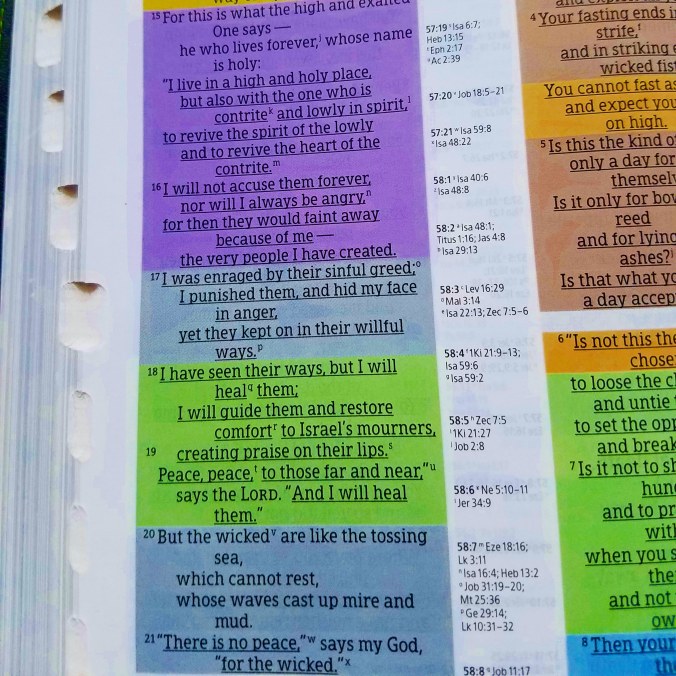 15 For this is what the high and exalted
One says —
he who lives forever,j whose name
is holy:
“I live in a high and holy place,
but also with the one who is
contritek and lowly in spirit,l
to revive the spirit of the lowly
and to revive the heart of the
contrite.m
16 I will not accuse them forever,
nor will I always be angry,n
for then they would faint away
because of me —
the very people I have created.
17 I was enraged by their sinful greed;o
I punished them, and hid my face
in anger,
yet they kept on in their willful
ways.p
18 I have seen their ways, but I will
healq them;
I will guide them and restore
comfortr to Israel’s mourners,
19 creating praise on their lips.s
Peace, peace,t to those far and near,”u
says the LORD. “And I will heal
them.”
20 But the wickedv are like the tossing
sea,
which cannot rest,
whose waves cast up mire and
mud.
21 “There is no peace,”w says my God,
“for the wicked.”x
57:19 s Isa 6:7;
Heb 13:15
t Eph 2:17
u Ac 2:39
57:20 v Job 18:5–21
57:21 w Isa 59:8
x Isa 48:22
58:1 y Isa 40:6
z Isa 48:8
58:2 a Isa 48:1;
Titus 1:16; Jas 4:8
b Isa 29:13
58:3 c Lev 16:29
d Mal 3:14
e Isa 22:13; Zec 7:5–6
58:4 f 1Ki 21:9–13;
Isa 59:6
g Isa 59:2
58:5 h Zec 7:5
i 1Ki 21:27
j Job 2:8
58:6 k Ne 5:10–11
l Jer 34:9
58:7 m Eze 18:16;
Lk 3:11
n Isa 16:4; Heb 13:2
o Job 31:19–20;
Mt 25:36
p Ge 29:14;
Lk 10:31–32
58:8 q Job 11:17
4 Your fasting ends i
strife,f
and in striking e
wicked fis
You cannot fast as
and expect you
on high.
5 Is this the kind o
only a day for
themsel
Is it only for bo
reed
and for lying
ashes?j
Is that what yo
a day accep
6 “Is not this the
chose
to loose the c
and untie
to set the opp
and break
7 Is it not to sh
hun
and to pr
wit
when you s
the
and not
ow
8 Then your